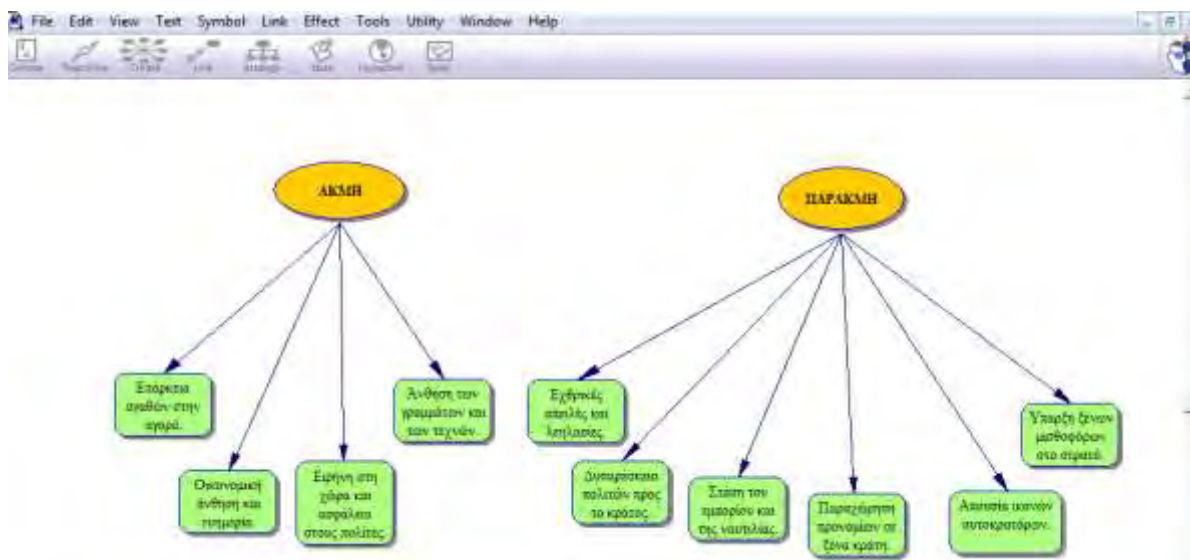 File Edit View Text Symbol Link Effect Tools Utility Window Help
ΑΚΜΗ
ΠΑΡΑΚΜΗ
Επάρκεια
αγαθών στην
αγορά.
Οικονομική
άνθηση και
ευημερία.
Ειρήνη στη
χώρα και
ασφάλεια
στους πολίτες.
Άνθηση των
γραμμάτων και
των τεχνών.
Εχθρικές
απειλές και
λεηλασίες.
Δυσαρέσκεια
πολιτών προς
το κράτος.
Στάση του
εμπορίου και
της ναυτιλίας.
Παραχώρηση
προνομίων σε
ξένα κράτη.
Απουσία ικανών
αυτοκρατόρων.
Ύπαρξη ξένων
μισθοφόρων
στο στρατό.